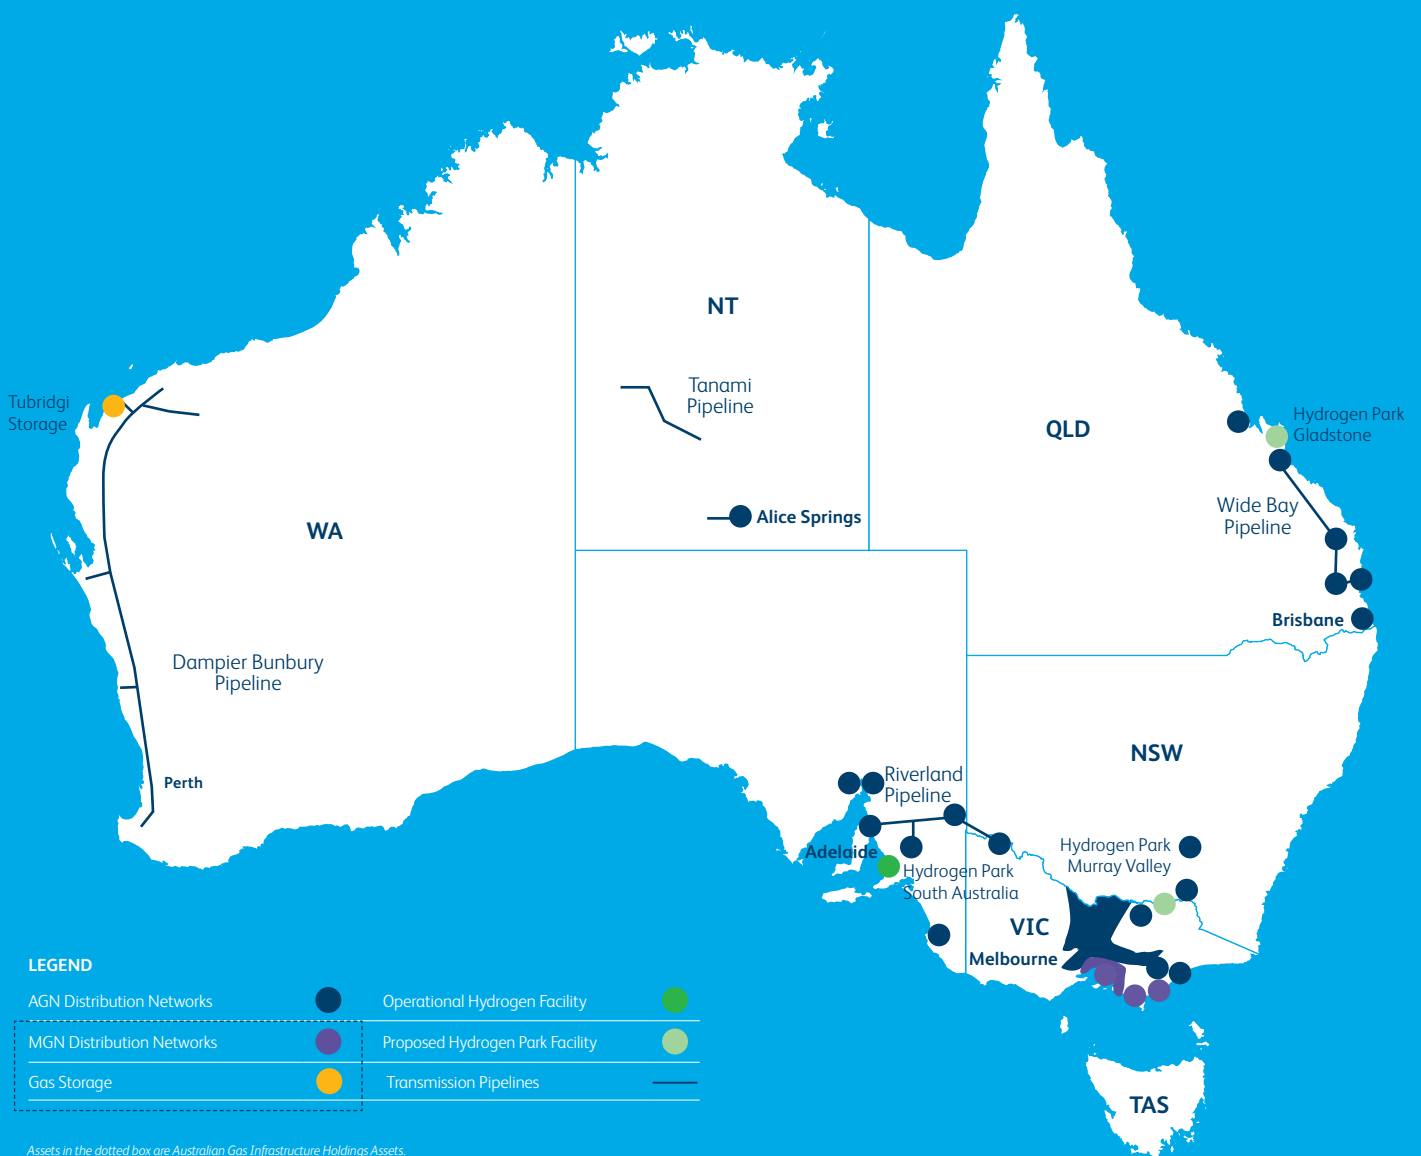 NT
Tanami
Pipeline
Tubridgi
Storage
Hydrogen Park
Gladstone
QLD
Wide Bay
Pipeline
Alice Springs
WA
Brisbane
Dampier Bunbury
Pipeline
NSW
Perth
Riverland
Pipeline
Adelaide
Hydrogen Park
Murray Valley
Hydrogen Park
South Australia
VIC
Melbourne
LEGEND
AGN Distribution Networks
Operational Hydrogen Facility
MGN Distribution Networks
Proposed Hydrogen Park Facility
Gas Storage
Transmission Pipelines
TAS
Assets in the dotted box are Australian Gas Infrastructure Holdings Assets.